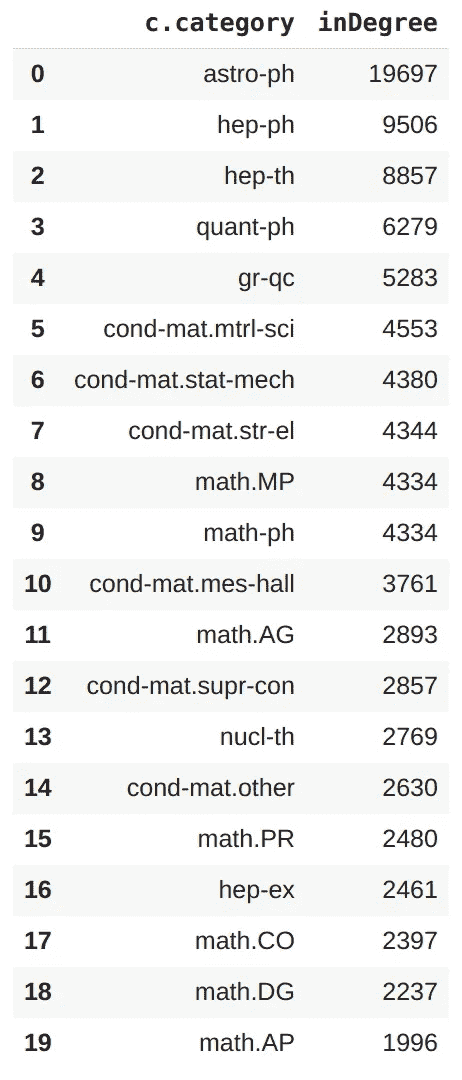 c.category inDegree
0 astro-ph 19697
1 hep-ph 9506
2 hep-th 8857
3 quant-ph 6279
4 gr-qc 5283
5 cond-mat.mtrl-sci 4553
6 cond-mat.stat-mech 4380
7 cond-mat.str-el 4344
8 math.MP 4334
9 math-ph 4334
10 cond-mat.mes-hall 3761
11 math.AG 2893
12 cond-mat.supr-con 2857
13 nucl-th 2769
14 cond-mat.other 2630
15 math.PR 2480
16 hep-ex 2461
17 math.CO 2397
18 math.DG 2237
19 math.AP 1996